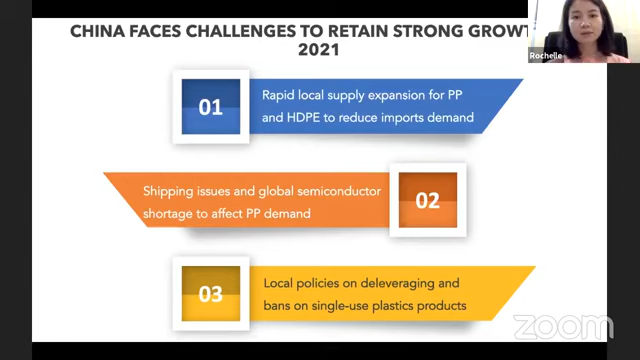 CHINA FACES CHALLENGES TO RETAIN STRONG
2021
Rochelle
01
Rapid local supply expansion for PP
and HDPE to reduce imports demand
Shipping issues and global semiconductor
shortage to affect PP demand
02
03
Local policies on deleveraging and
bans on single-use plastics products
zoom